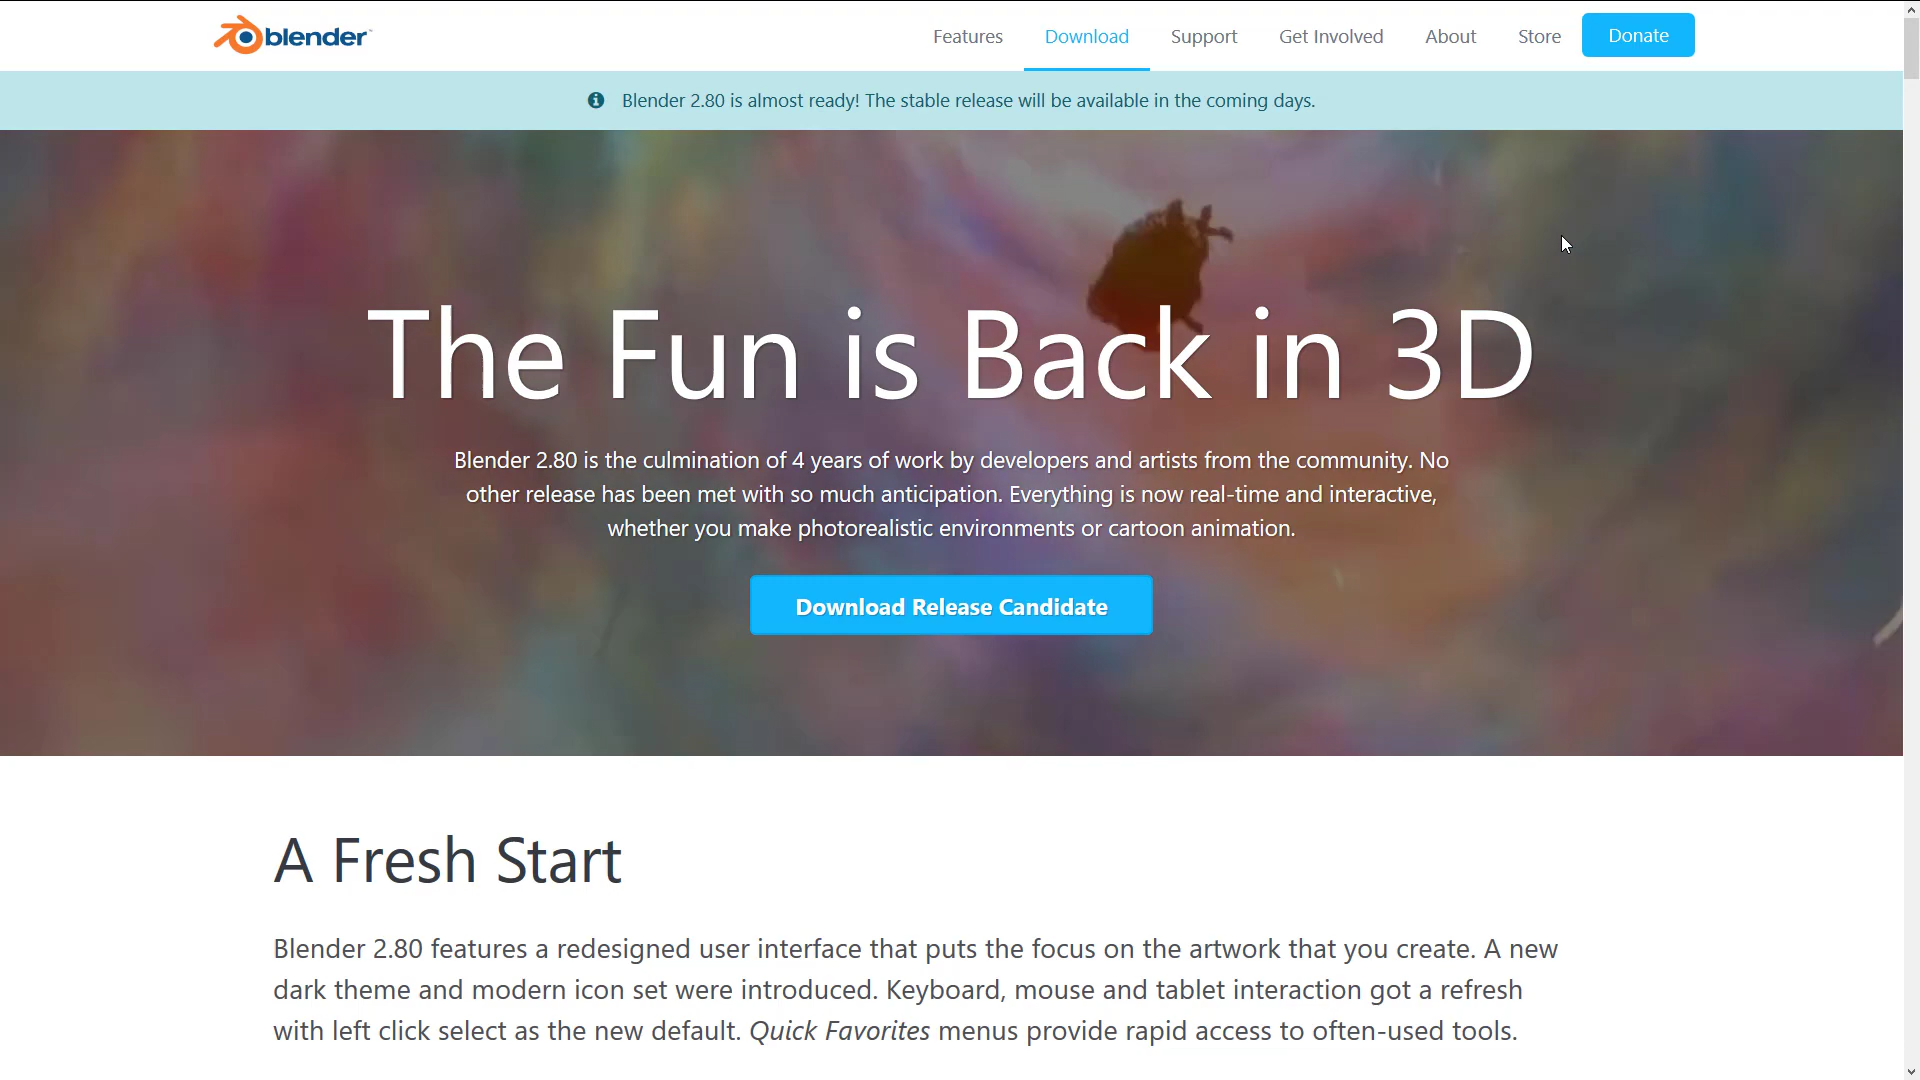 blender
Features Download Support Get Involved About Store Donate
Blender 2.80 is almost ready! The stable release will be available in the coming days.
The Fun is Back in 3D
Blender 2.80 is the culmination of 4 years of work by developers and artists from the community. No
other release has been met with so much anticipation. Everything is now real-time and interactive,
whether you make photorealistic environments or cartoon animation.
Download Release Candidate
A Fresh Start
Blender 2.80 features a redesigned user interface that puts the focus on the artwork that you create. A new
dark theme and modern icon set were introduced. Keyboard, mouse and tablet interaction got a refresh
with left click select as the new default. Quick Favorites menus provide rapid access to often-used tools.